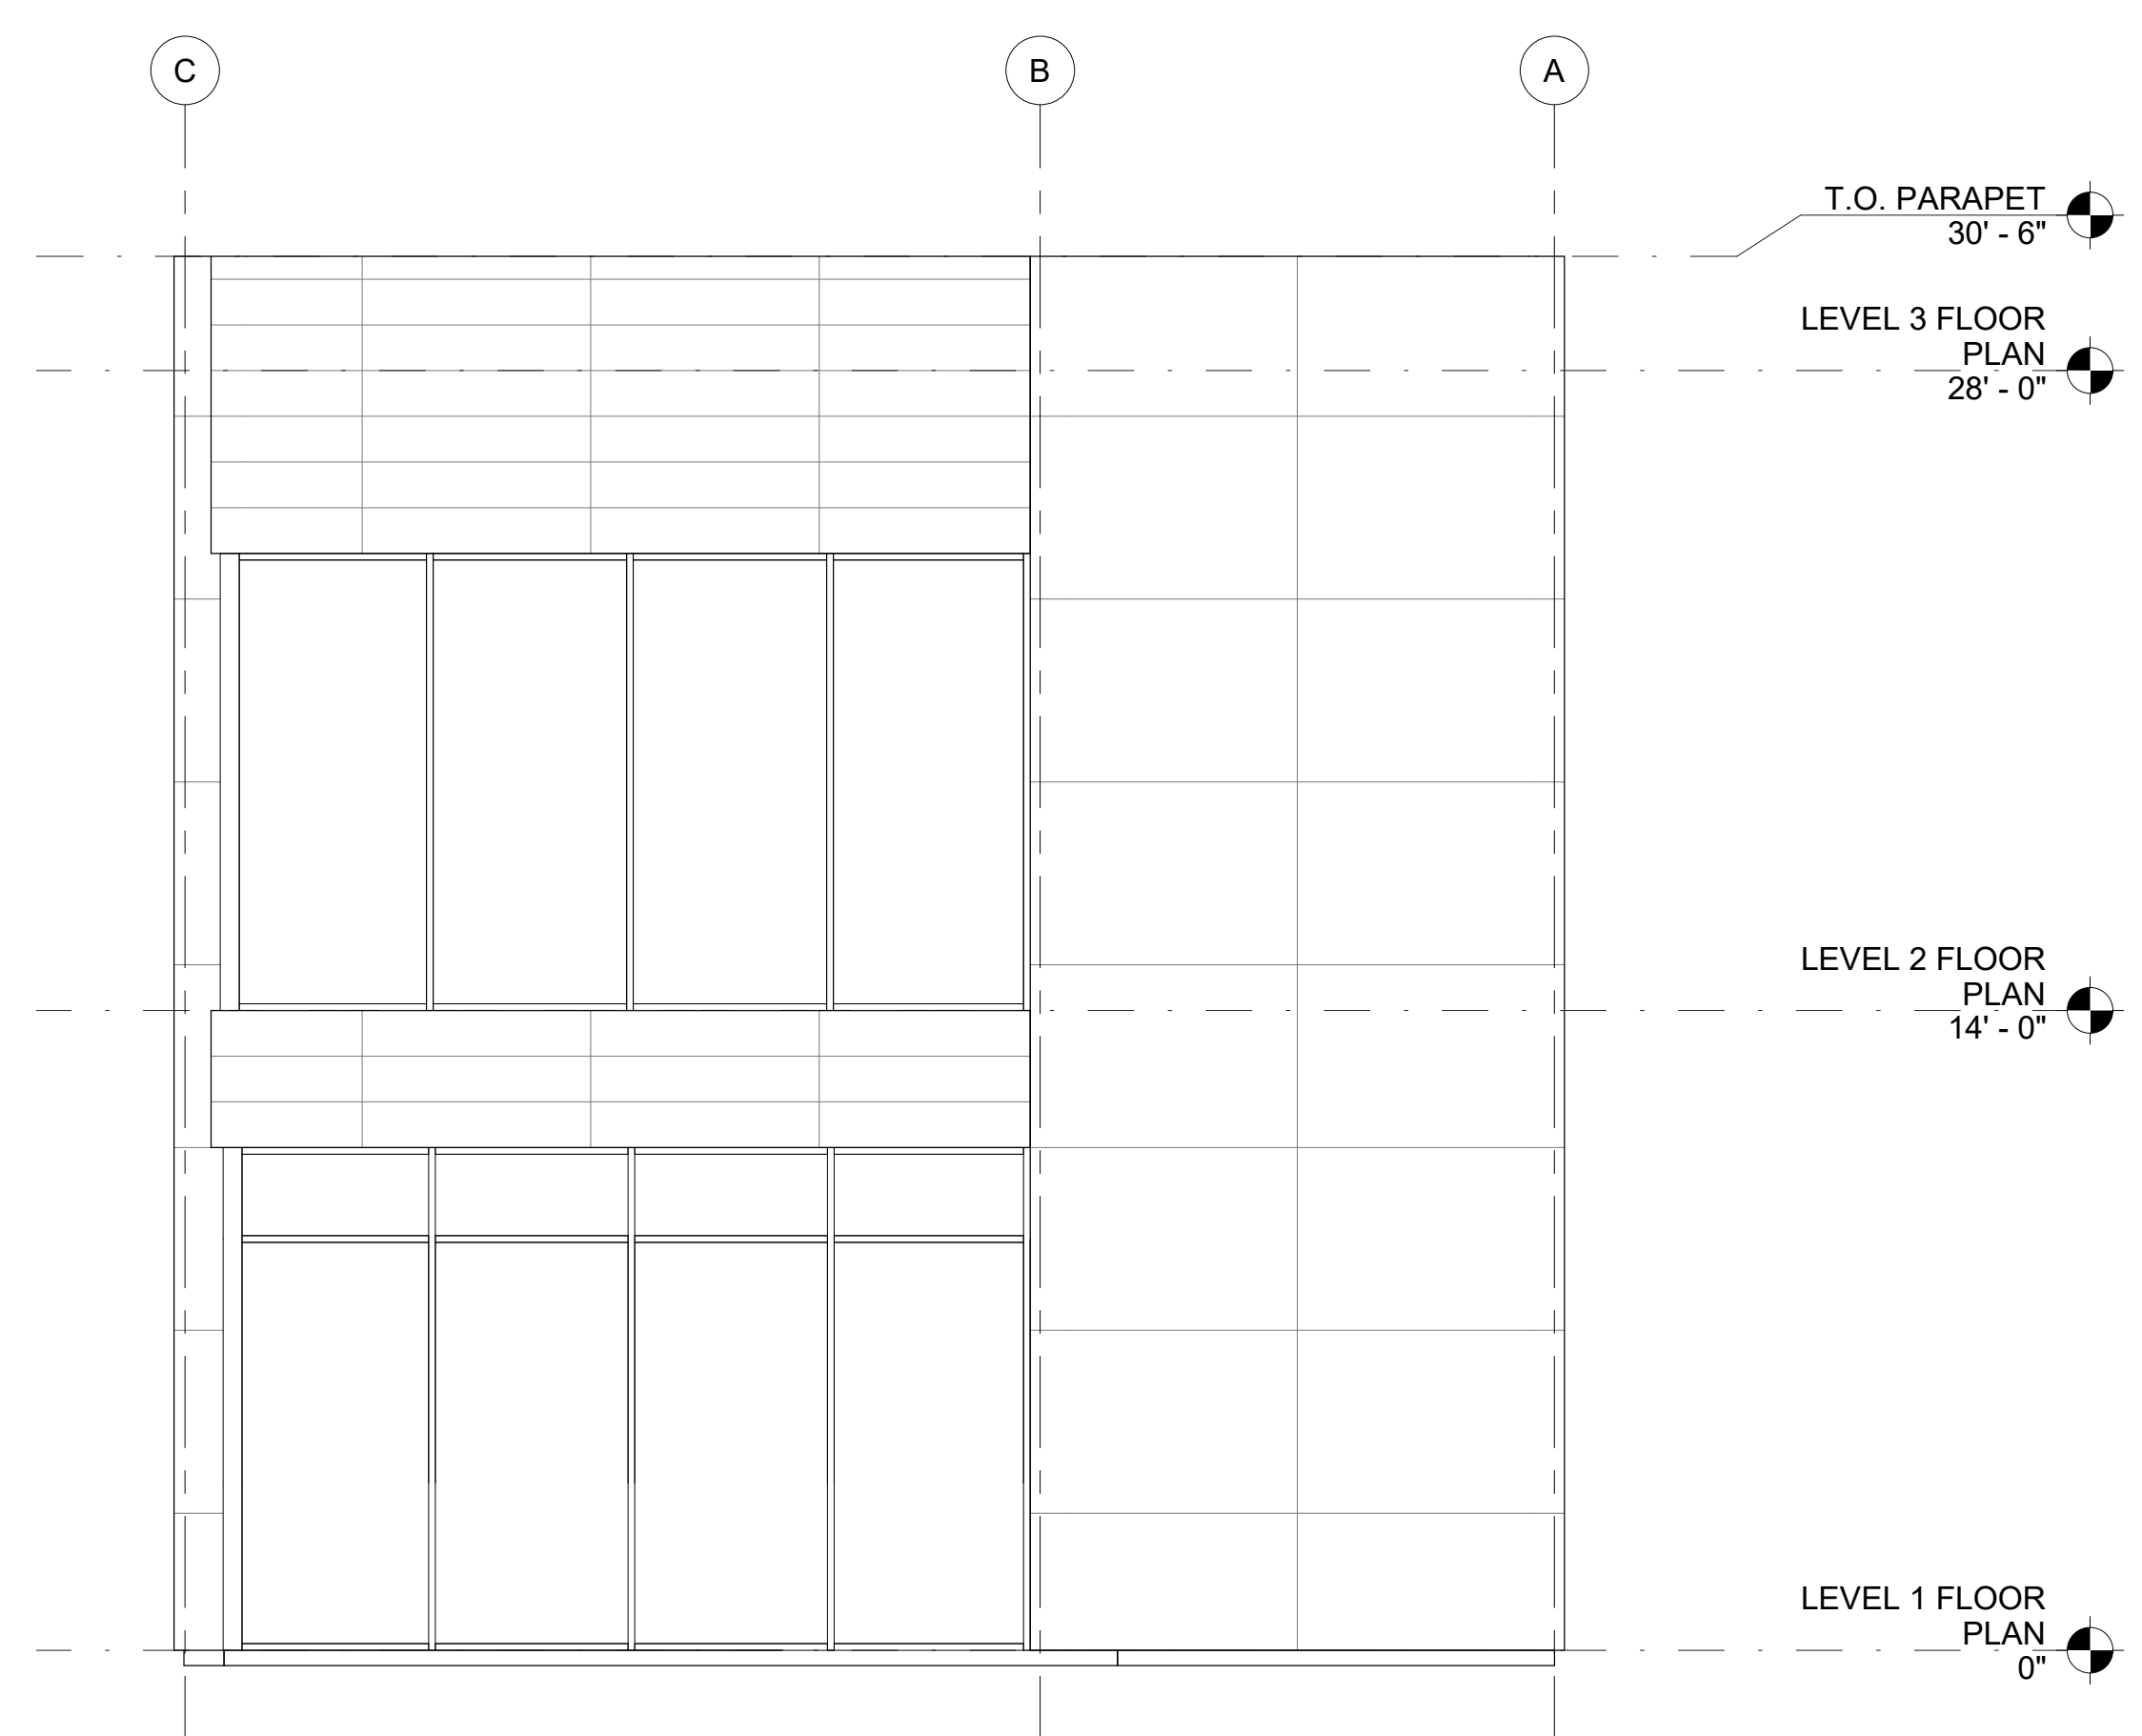 C
B
A
T.O. PARAPET
30' - 6"
LEVEL 3 FLOOR
PLAN
28' - 0"
LEVEL 2 FLOOR
PLAN
14' - 0"
LEVEL 1 FLOOR
PLAN
0"